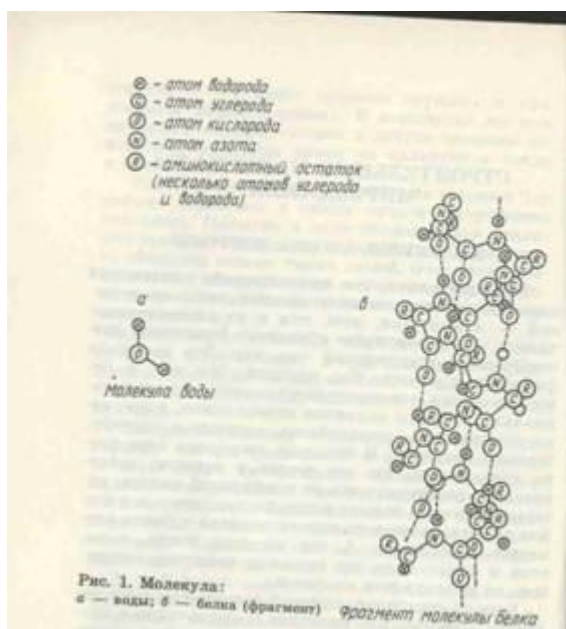 – атом водорода
С – атом углерода
О – атом кислорода
N – атом азота
R – аминокислотный остаток
(несколько атомов углерода
и водорода)
а
б
О
молекула воды
Рис. 1. Молекула:
а — воды; б — белка (фрагмент)
фрагмент молекулы белка